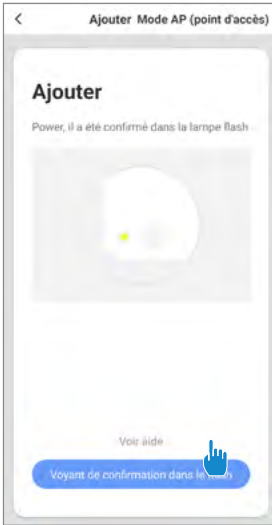 Ajouter Mode AP (point d'accès)
Ajouter
Power, il a été confirmé dans la lampe flash
Voir aide
Voyant de confirmation dans le flash